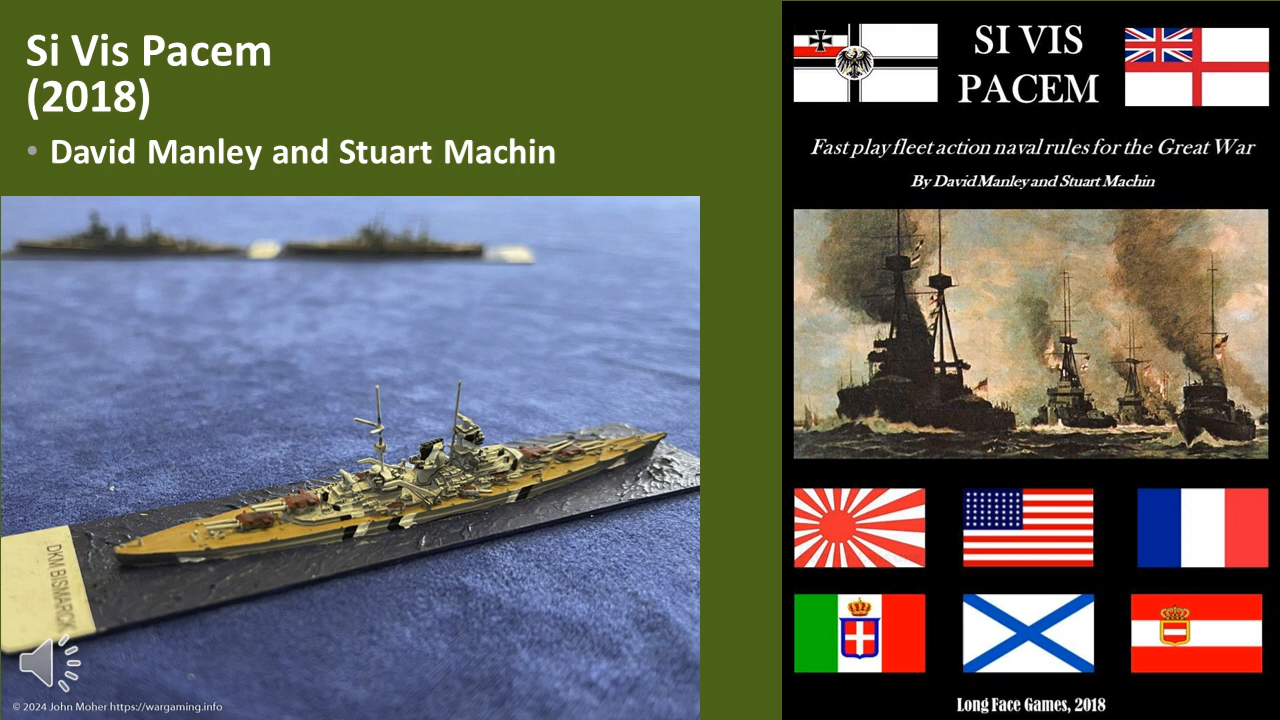 Si Vis Pacem
(2018)
• David Manley and Stuart Machin
DKM BISMARCK
© 2024 John Moher https://wargaming.info
SI VIS
PACEM
Fast play fleet action naval rules for the Great War
By David Manley and Stuart Machin
Long Face Games, 2018